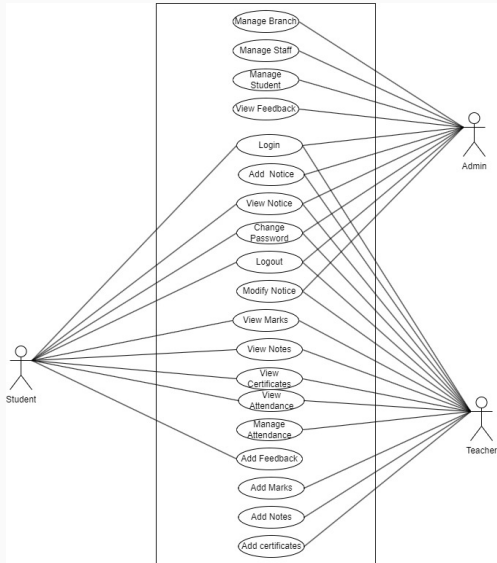 Manage Branch
Manage Staff
Manage
Student
View Feedback
Login
Add Notice
View Notice
Change
Password
Logout
Modify Notice
View Marks
View Notes
View
Certificates
View
Attendance
Manage
Attendance
Add Feedback
Add Marks
Add Notes
Add certificates
Admin
Student
Teacher